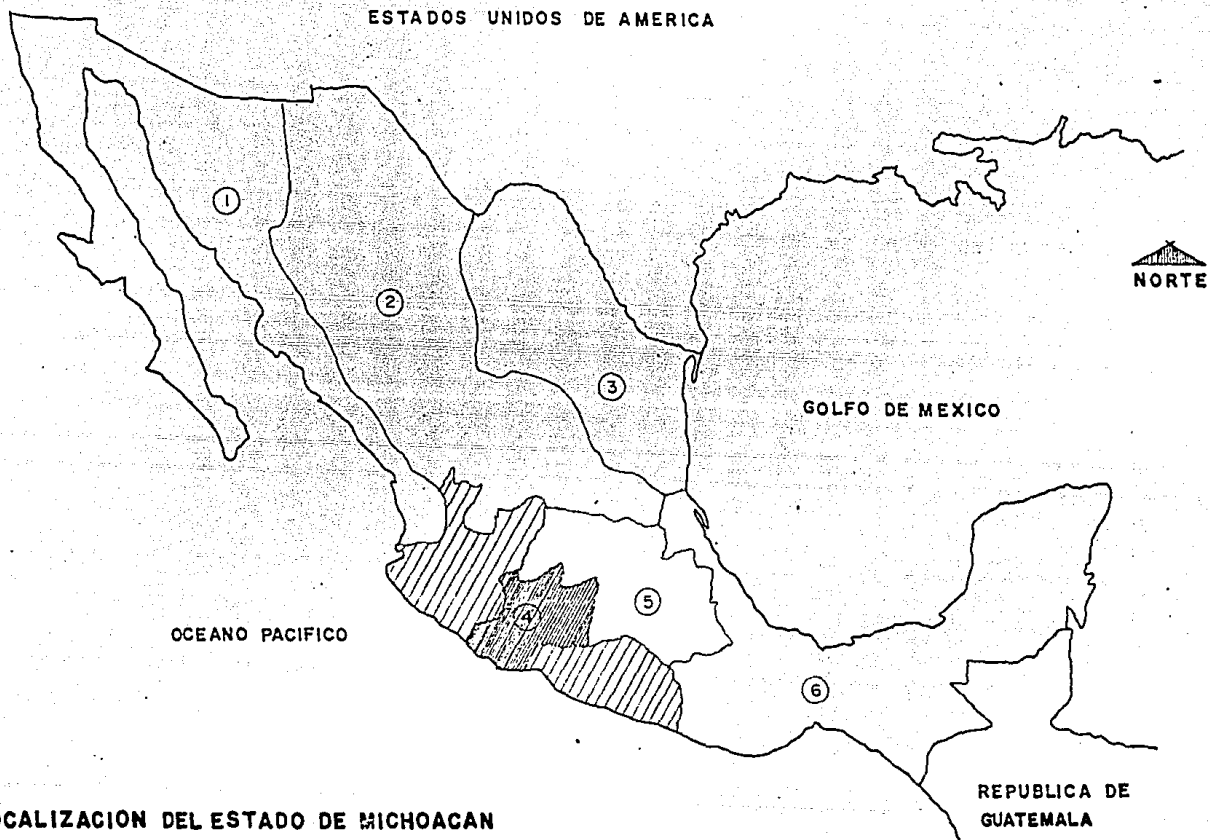 ESTADOS UNIDOS DE AMERICA
1
NORTE
2
3
GOLFO DE MEXICO
4
5
OCEANO PACIFICO
6
REPUBLICA DE
GUATEMALA
OCALIZACION DEL ESTADO DE MICHOACAN